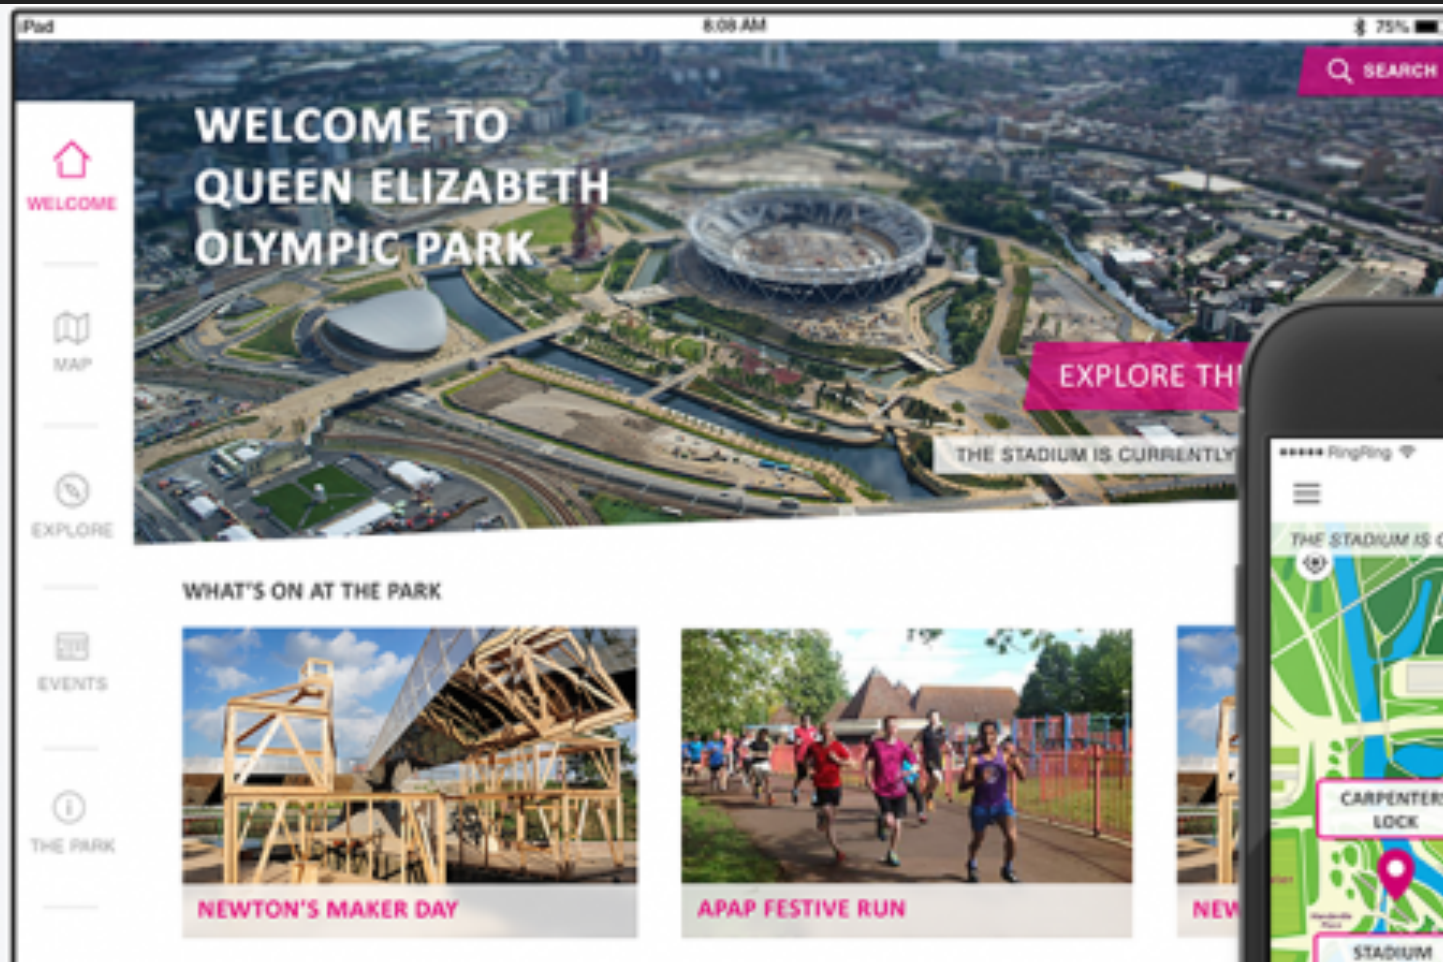 iPad
8:08 AM
75%
SEARCH
WELCOME TO
QUEEN ELIZABETH
OLYMPIC PARK
WELCOME
MAP
EXPLORE
EVENTS
THE PARK
EXPLORE TH
THE STADIUM IS CURRENTLY
WHAT'S ON AT THE PARK
NEWTON'S MAKER DAY
APAP FESTIVE RUN
NEW
RingRing
THE STADIUM IS
CARPENTERS
LOCK
STADIUM